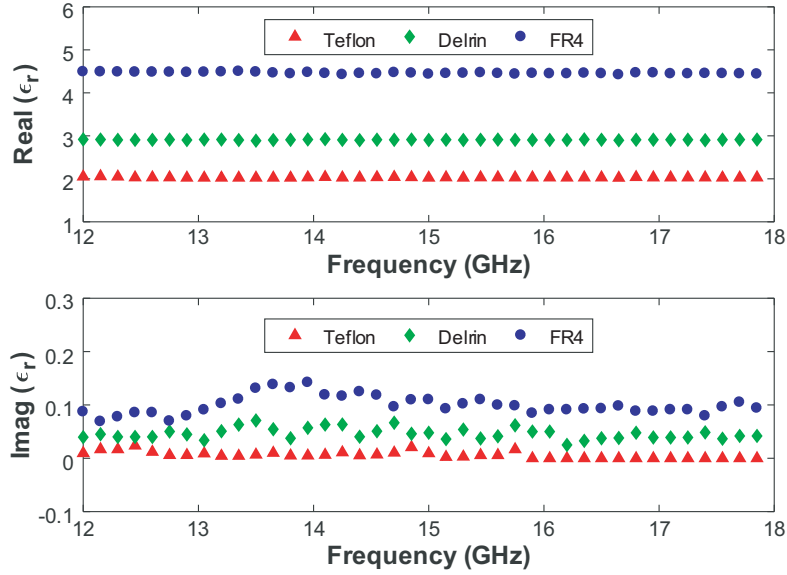 6
5
4
3
2
1
Real (ϵr)
Teflon Delrin FR4
12 13 14 15 16 17 18
Frequency (GHz)
0.3
0.2
0.1
0
-0.1
Imag (ϵr)
Teflon Delrin FR4
12 13 14 15 16 17 18
Frequency (GHz)